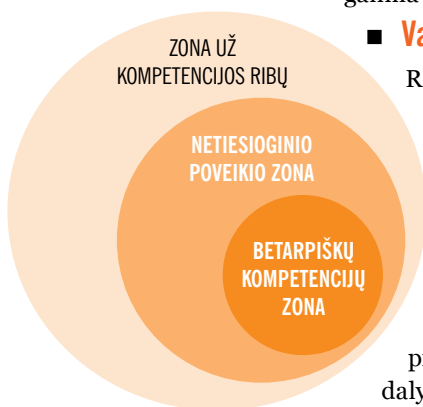 ZONA UŽ
KOMPETENCIJOS RIBŲ
NETIESIOGINIO
POVEIKIO ZONA
BETARPIŠKŲ
KOMPETENCIJŲ
ZONA